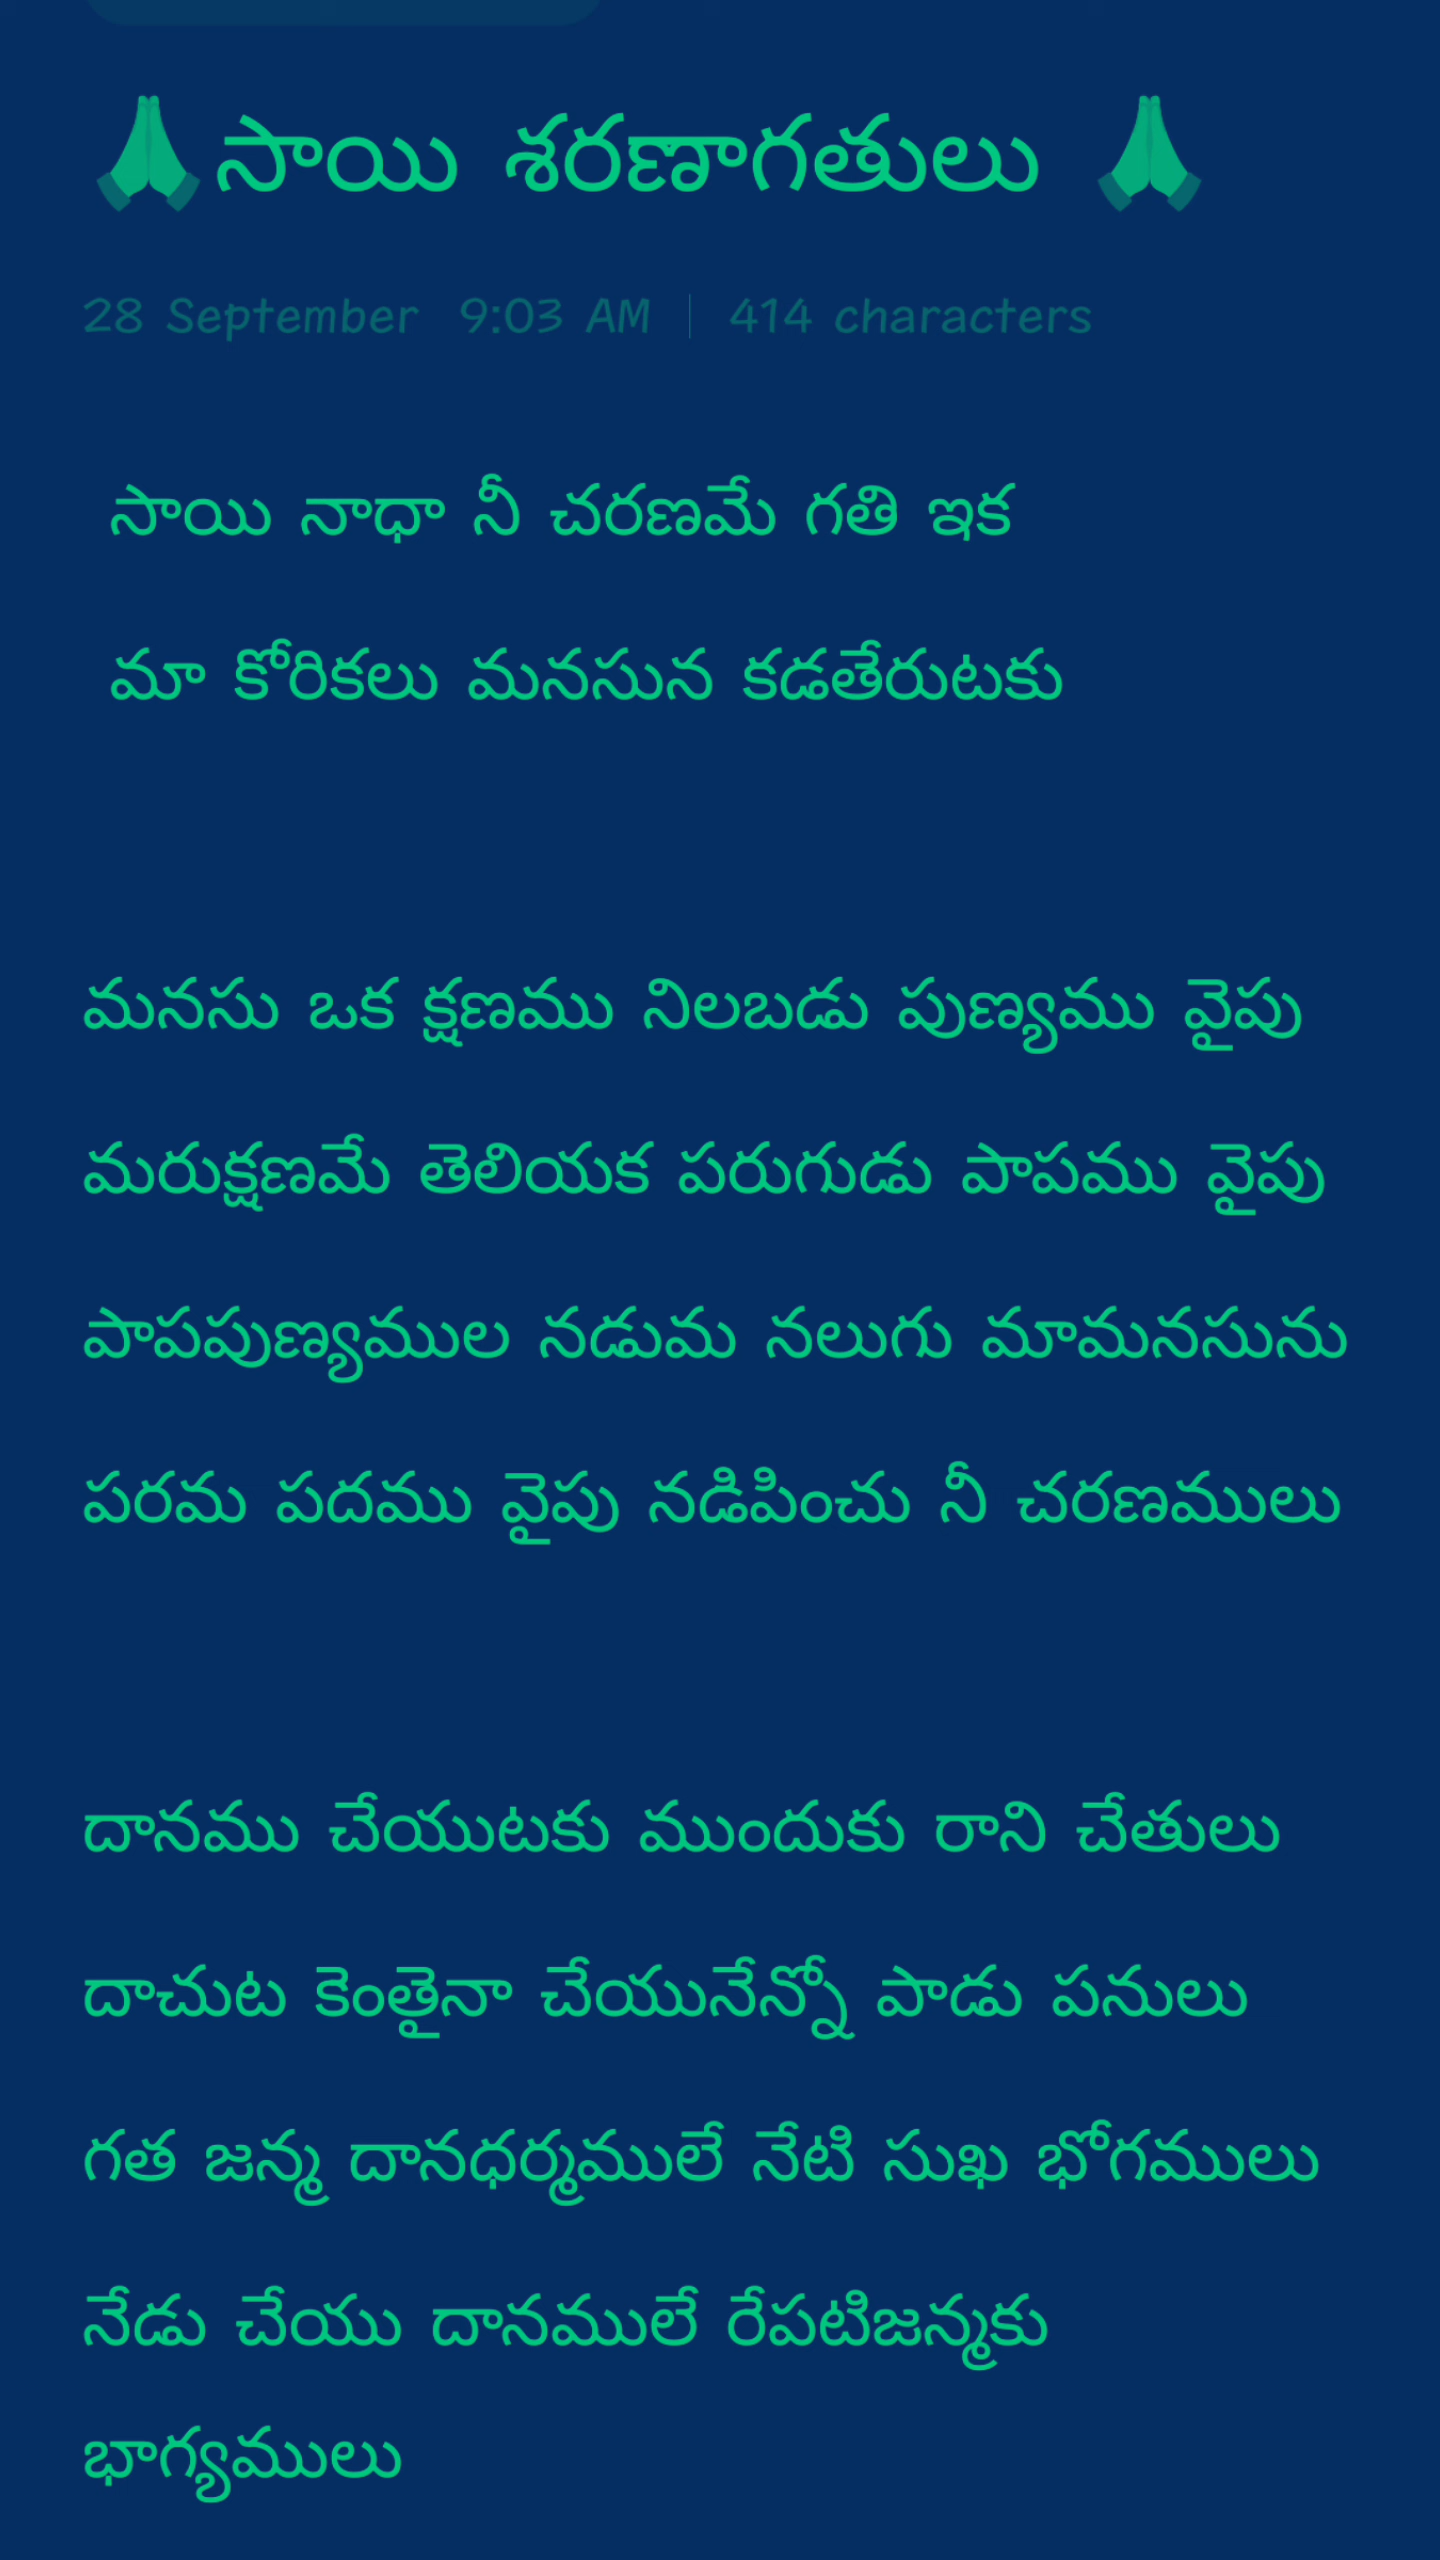 🙏సాయి శరణాగతులు 🙏
28 September 9:03 AM | 414 characters
సాయి నాధా నీ చరణమే గతి ఇక
మా కోరికలు మనసున కడతేరుటకు
మనసు ఒక క్షణము నిలబడు పుణ్యము వైపు
మరుక్షణమే తెలియక పరుగుడు పాపము వైపు
పాపపుణ్యముల నడుమ నలుగు మామనసును
పరమ పదము వైపు నడిపించు నీ చరణములు
దానము చేయుటకు ముందుకు రాని చేతులు
దాచుట కెంతైనా చేయునేన్నో పాడు పనులు
గత జన్మ దానధర్మములే నేటి సుఖ భోగములు
నేడు చేయు దానములే రేపటిజన్మకు
భాగ్యములు